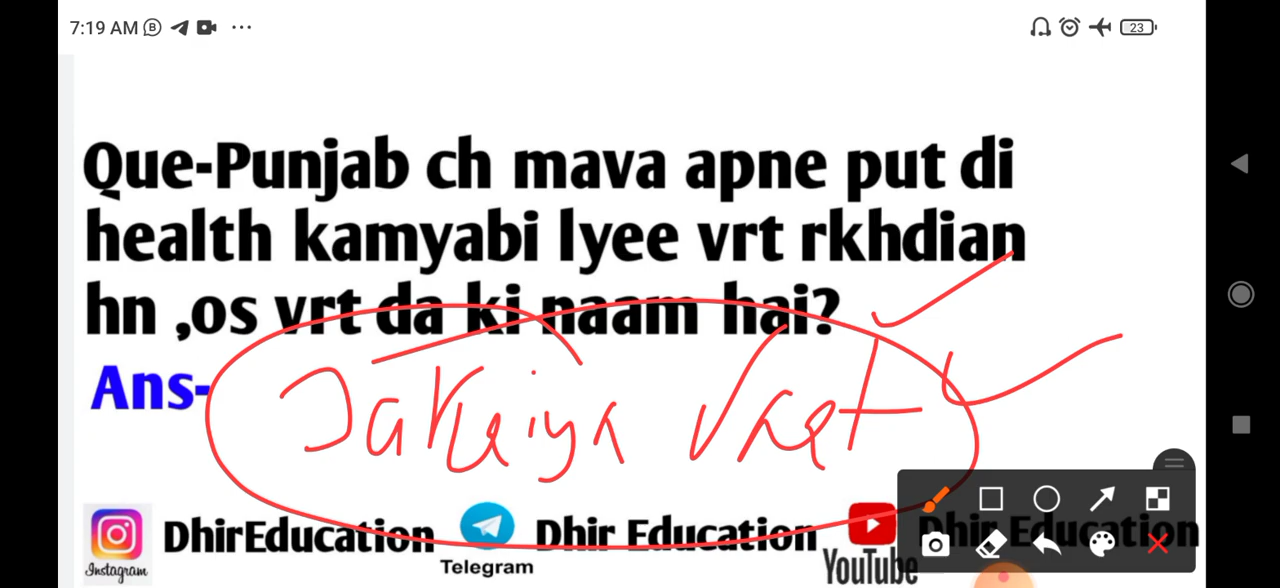 7:19 AM 23
Que-Punjab ch mava apne put di
health kamyabi lyee vrt rkhdian
hn ,os vrt da ki naam hai?
Ans- Jakriya vrat
Instagram DhirEducation Telegram Dhir Education YouTube Dhir Education